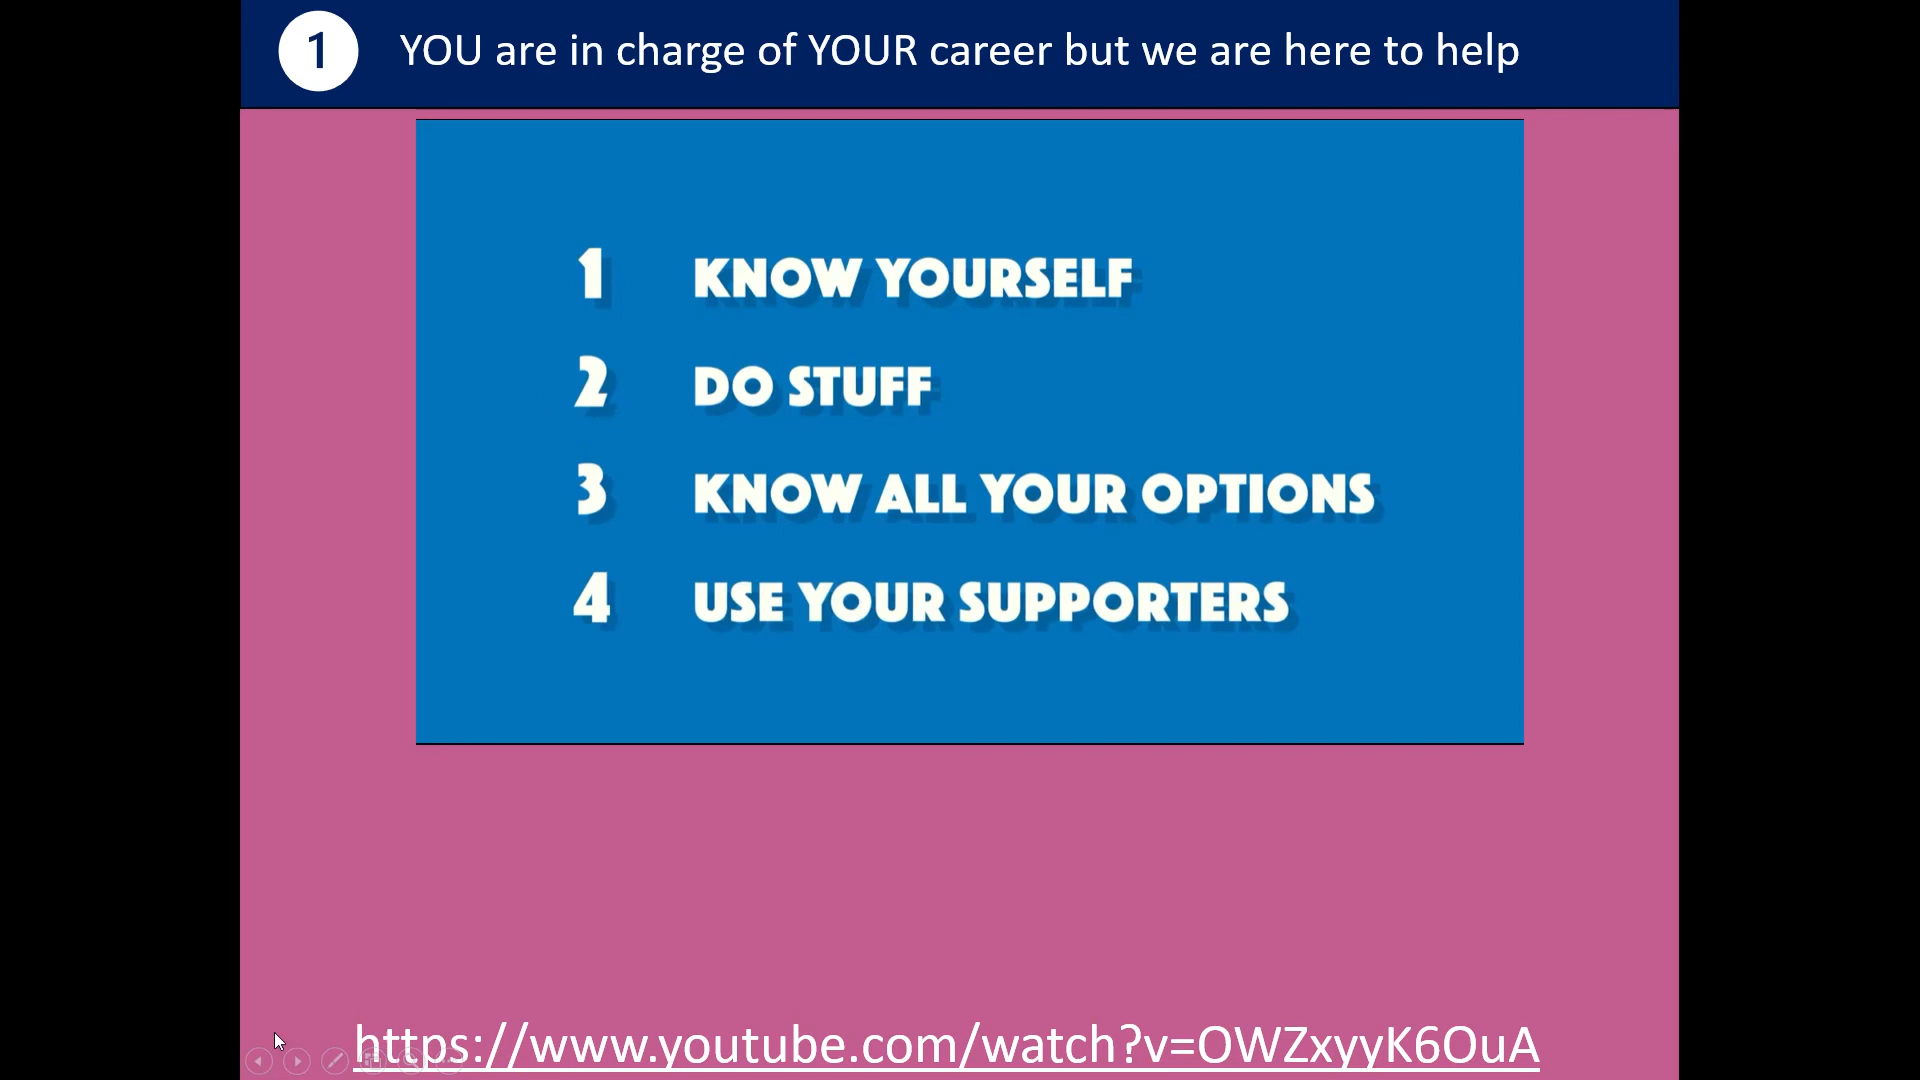 1 YOU are in charge of YOUR career but we are here to help
1 KNOW YOURSELF
2 DO STUFF
3 KNOW ALL YOUR OPTIONS
4 USE YOUR SUPPORTERS
https://www.youtube.com/watch?v=OWZxyyK6OuA